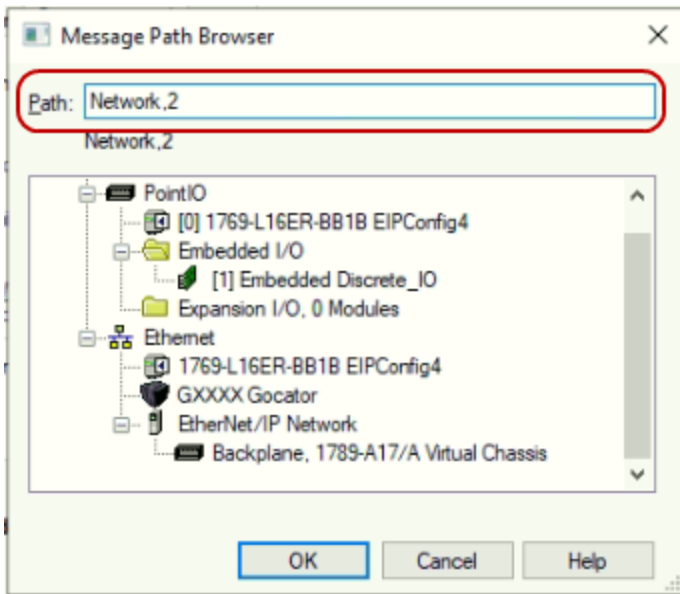 Message Path Browser
Path: Network,2
Network,2
PointIO
[0] 1769-L16ER-BB1B EIPConfig4
Embedded I/O
[1] Embedded Discrete_IO
Expansion I/O, 0 Modules
Ethernet
1769-L16ER-BB1B EIPConfig4
GXXXX Gocator
EtherNet/IP Network
Backplane, 1789-A17/A Virtual Chassis
OK Cancel Help